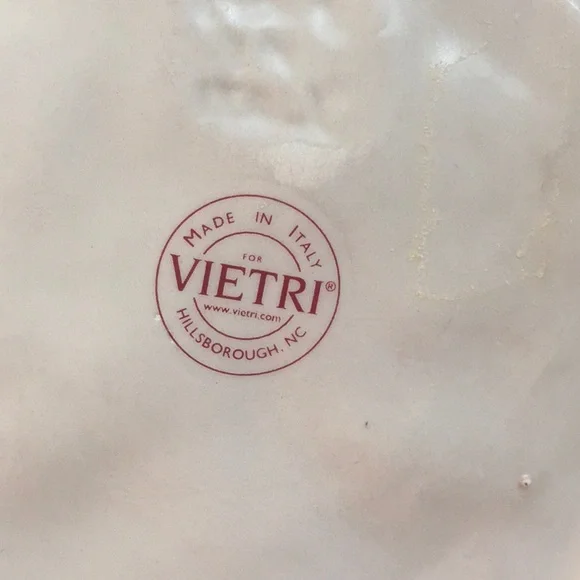 MADE IN ITALY
FOR
VIETRI®
www.vietri.com
HILLSBOROUGH, NC